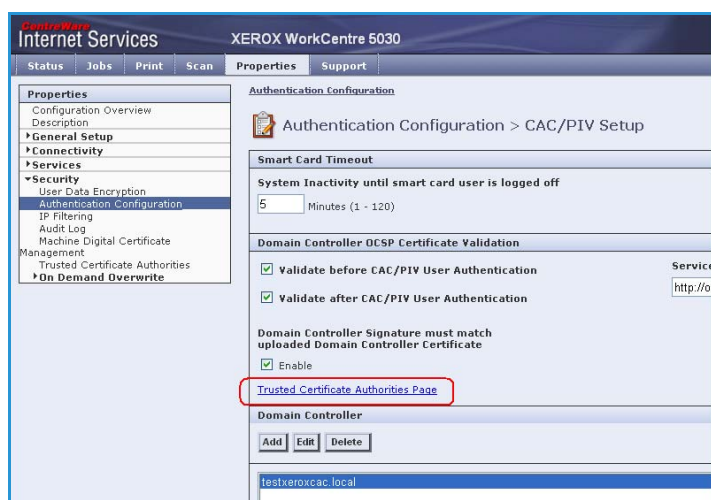 CentreWare
Internet Services
XEROX WorkCentre 5030
Status Jobs Print Scan Properties Support
Properties
Configuration Overview
Description
General Setup
Connectivity
Services
Security
User Data Encryption
Authentication Configuration
IP Filtering
Audit Log
Machine Digital Certificate
Management
Trusted Certificate Authorities
On Demand Overwrite
Authentication Configuration
Authentication Configuration > CAC/PIV Setup
Smart Card Timeout
System Inactivity until smart card user is logged off
5 Minutes (1 - 120)
Domain Controller OCSP Certificate Validation
Validate before CAC/PIV User Authentication
Service
http://o
Validate after CAC/PIV User Authentication
Domain Controller Signature must match
uploaded Domain Controller Certificate
Enable
Trusted Certificate Authorities Page
Domain Controller
Add Edit Delete
testxeroxcac.local